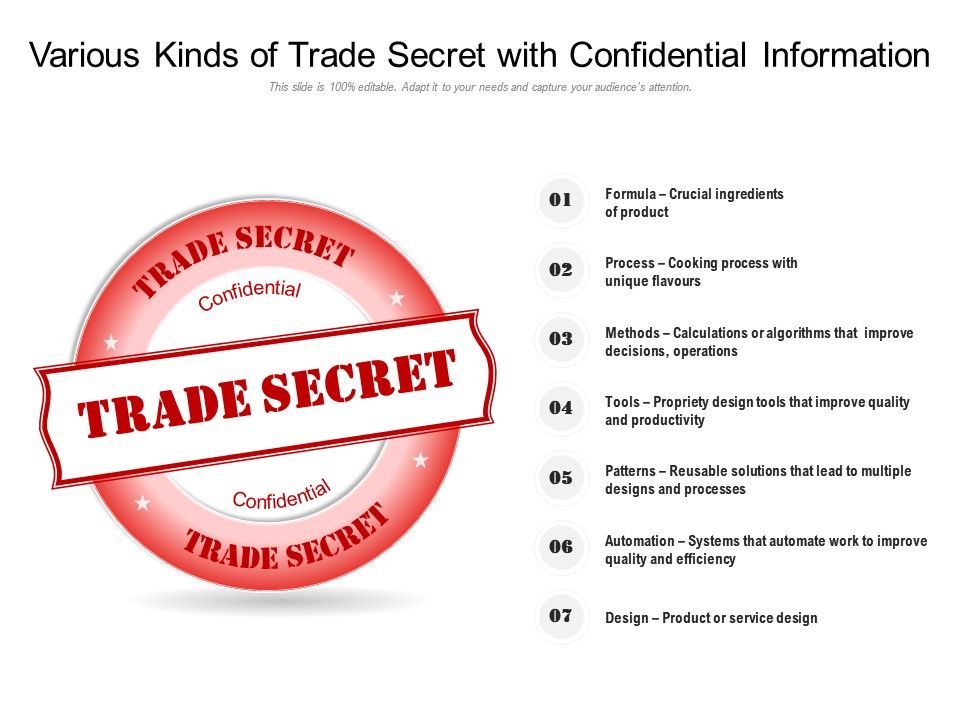 Various Kinds of Trade Secret with Confidential Information
This slide is 100% editable. Adapt it to your needs and capture your audience's attention.
TRADE SECRET
Confidential
TRADE SECRET
Confidential
TRADE SECRET
01
Formula – Crucial ingredients
of product
02
Process – Cooking process with
unique flavours
03
Methods – Calculations or algorithms that improve
decisions, operations
04
Tools – Propriety design tools that improve quality
and productivity
05
Patterns – Reusable solutions that lead to multiple
designs and processes
06
Automation – Systems that automate work to improve
quality and efficiency
07
Design – Product or service design